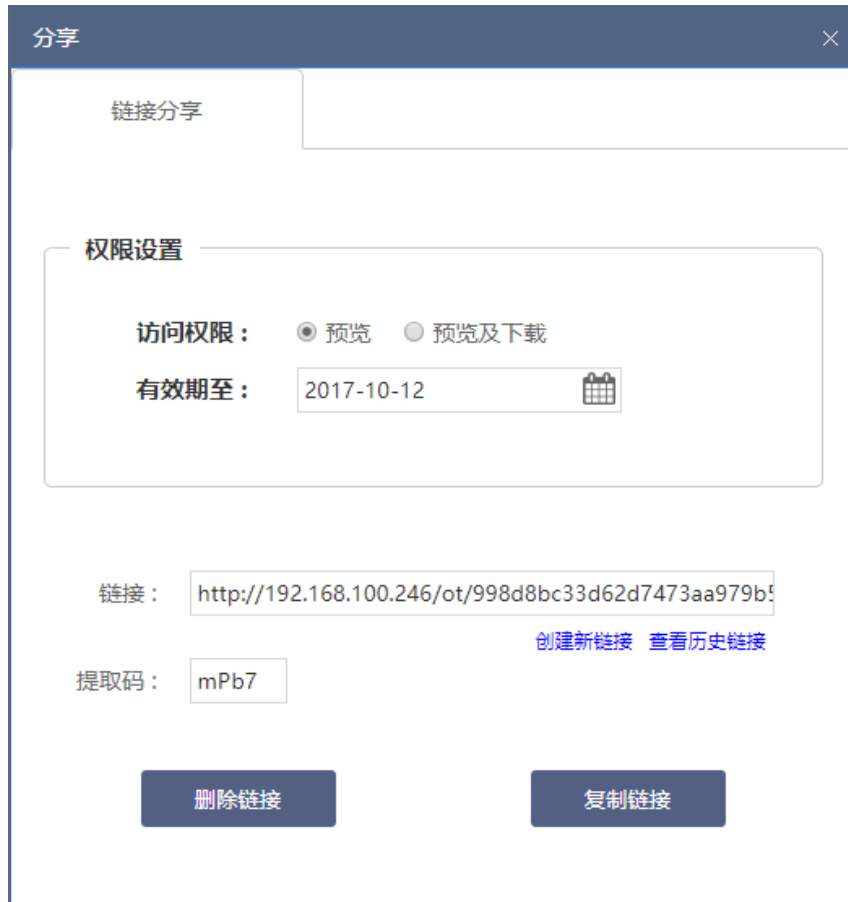 分享
链接分享
权限设置
访问权限： 预览 预览及下载
有效期至： 2017-10-12
链接： http://192.168.100.246/ot/998d8bc33d62d7473aa979b5
创建新链接 查看历史链接
提取码： mPb7
删除链接 复制链接